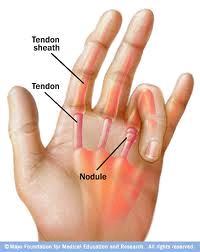 Tendon
sheath
Tendon
Nodule
© Mayo Foundation for Medical Education and Research. All rights reserved.